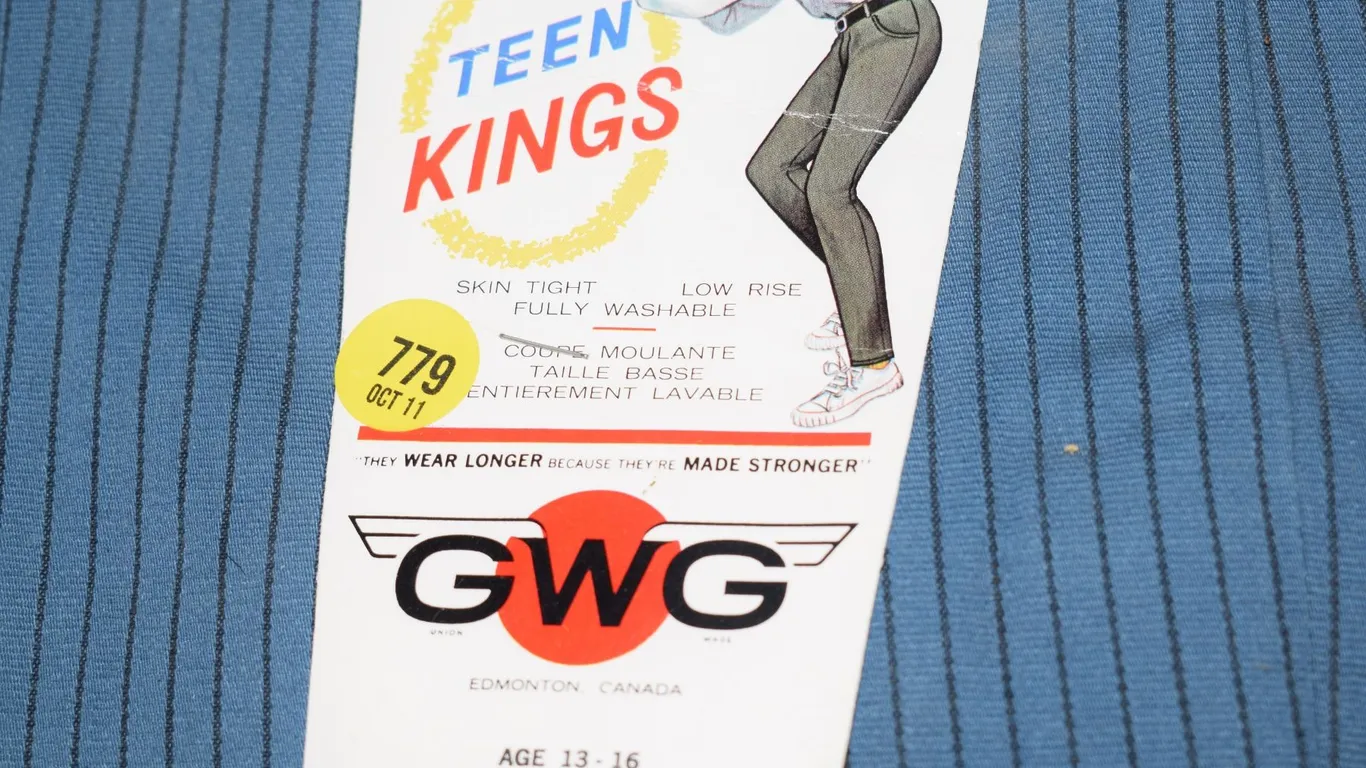 TEEN
KINGS
SKIN TIGHT LOW RISE
FULLY WASHABLE
COUPE MOULANTE
TAILLE BASSE
ENTIEREMENT LAVABLE
779
OCT 11
"THEY WEAR LONGER BECAUSE THEY'RE MADE STRONGER"
GWG
UNION MADE
EDMONTON, CANADA
AGE 13-16